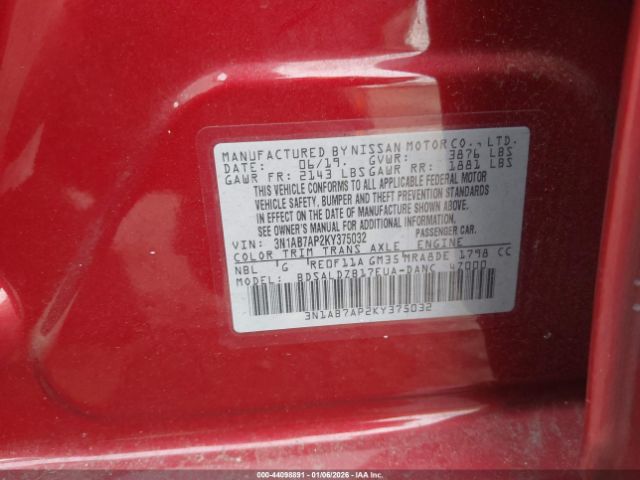 MANUFACTURED BY NISSAN MOTOR CO., LTD.
DATE: 06/19. GVWR: 3876 LBS
GAWR FR: 2143 LBS GAWR RR: 1881 LBS
THIS VEHICLE CONFORMS TO ALL APPLICABLE FEDERAL MOTOR
VEHICLE SAFETY, BUMPER AND THEFT PREVENTION STANDARDS
IN EFFECT ON THE DATE OF MANUFACTURE SHOWN ABOVE.
SEE OWNER'S MANUAL FOR ADDITIONAL INFORMATION.
VIN: 3N1AB7AP2KY375032 PASSENGER CAR.
COLOR TRIM TRANS AXLE ENGINE
NBL G RE0F11A GM35 MRA8DE 1798 CC
MODEL: BDSALDZB17EUA-DANC 47000
3N1AB7AP2KY375032
000-44098891 - 01/06/2026 - IAA Inc.